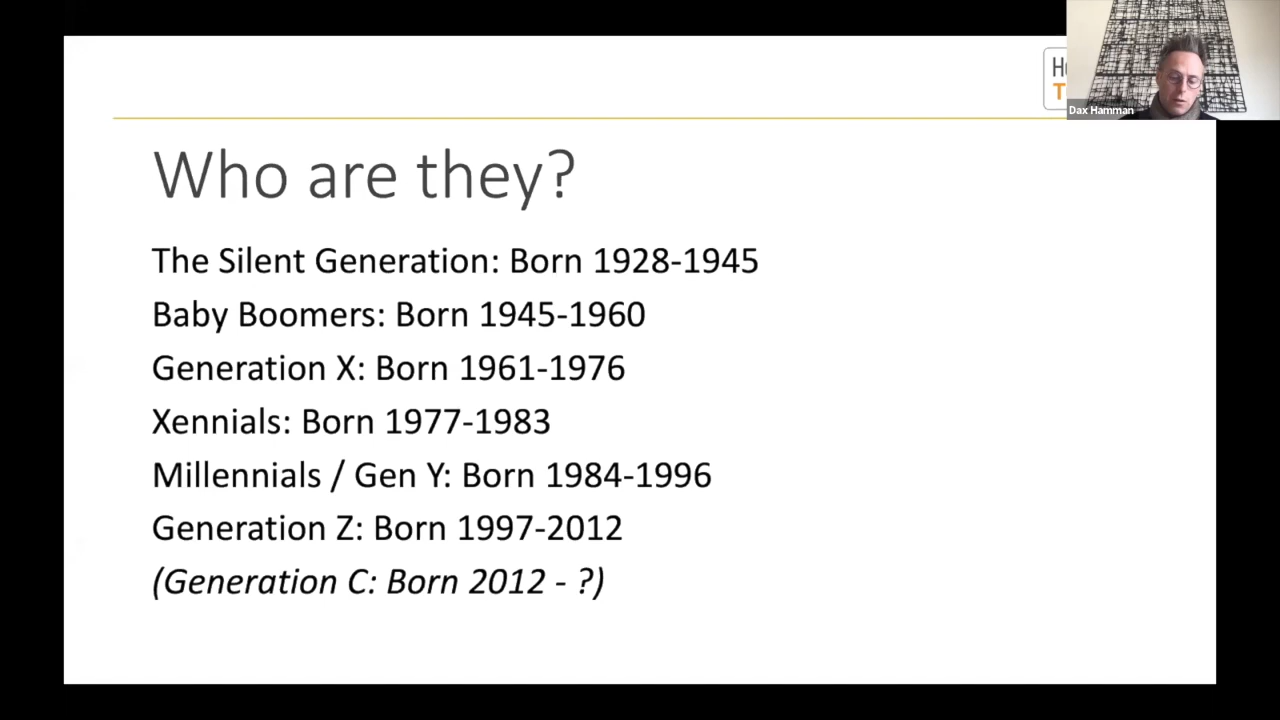 Dax Hamman
Who are they?
The Silent Generation: Born 1928-1945
Baby Boomers: Born 1945-1960
Generation X: Born 1961-1976
Xennials: Born 1977-1983
Millennials / Gen Y: Born 1984-1996
Generation Z: Born 1997-2012
(Generation C: Born 2012 - ?)